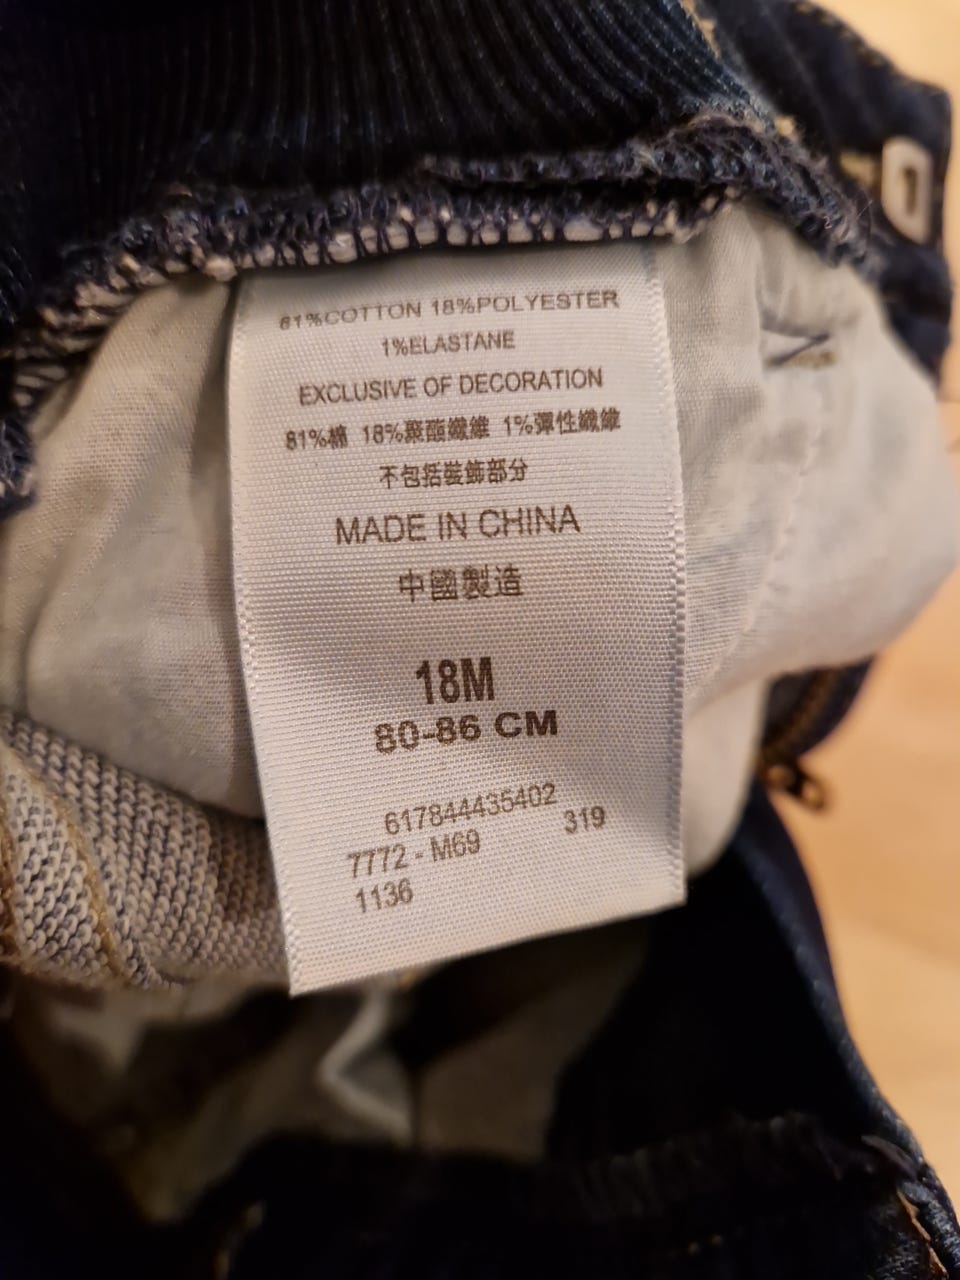 81%COTTON 18%POLYESTER
1%ELASTANE
EXCLUSIVE OF DECORATION
81%棉 18%聚酯纖維 1%彈性纖維
不包括裝飾部分
MADE IN CHINA
中國製造
18M
80-86 CM
617844435402
7772 - M69 319
1136